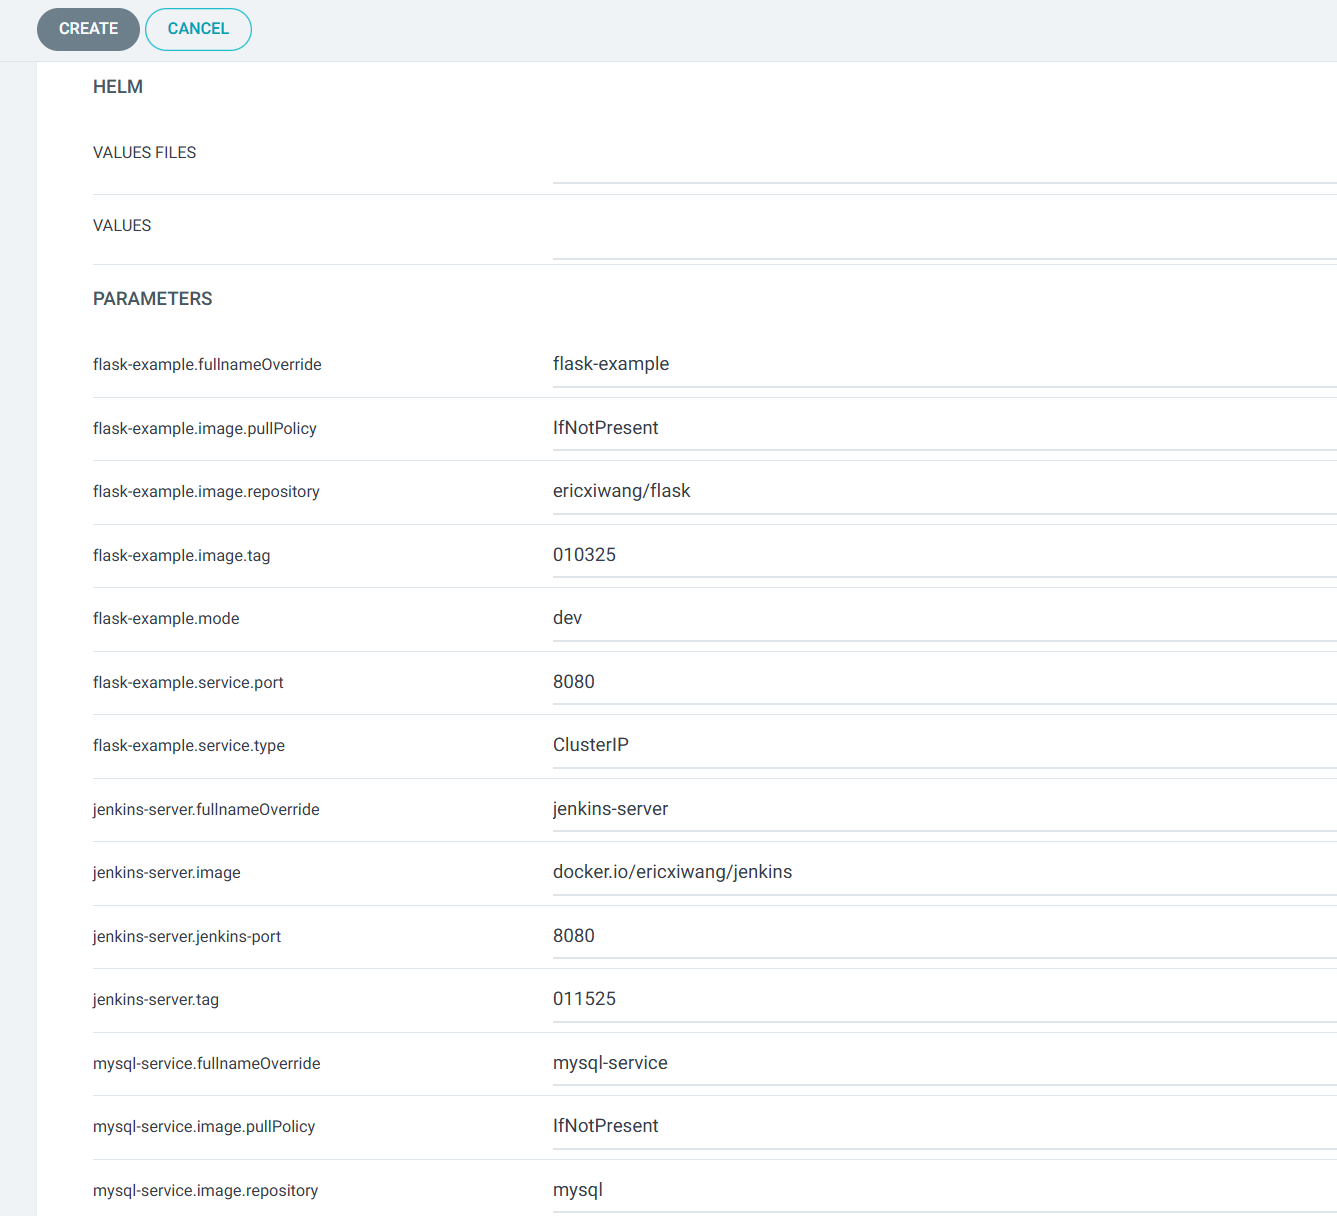 CREATE CANCEL
HELM
VALUES FILES
VALUES
PARAMETERS
flask-example.fullnameOverride flask-example
flask-example.image.pullPolicy IfNotPresent
flask-example.image.repository ericxiwang/flask
flask-example.image.tag 010325
flask-example.mode dev
flask-example.service.port 8080
flask-example.service.type ClusterIP
jenkins-server.fullnameOverride jenkins-server
jenkins-server.image docker.io/ericxiwang/jenkins
jenkins-server.jenkins-port 8080
jenkins-server.tag 011525
mysql-service.fullnameOverride mysql-service
mysql-service.image.pullPolicy IfNotPresent
mysql-service.image.repository mysql